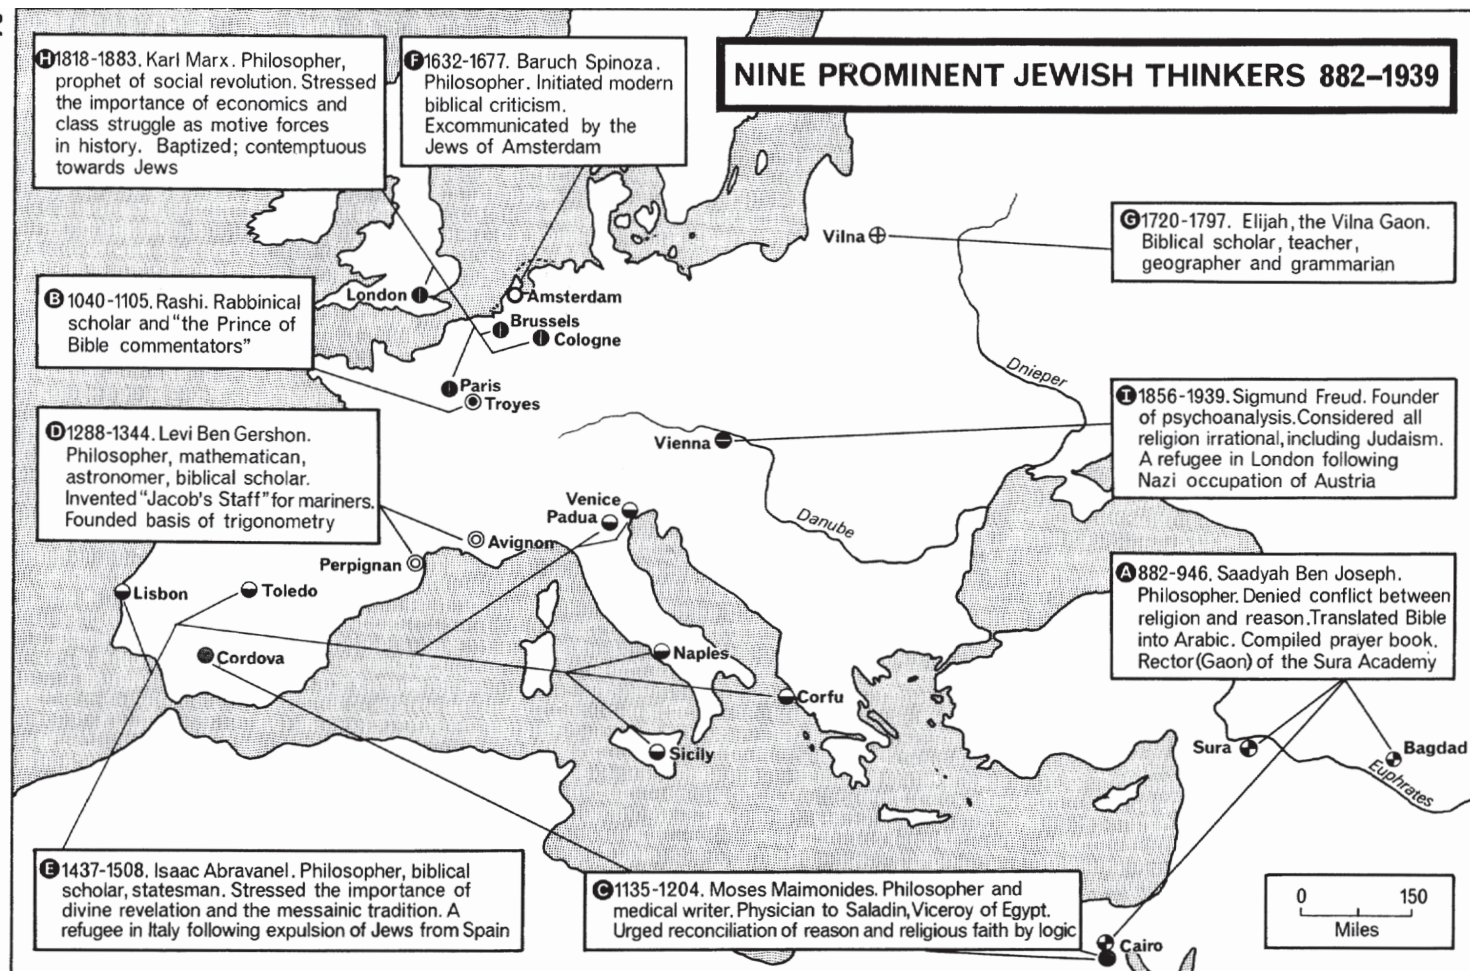 NINE PROMINENT JEWISH THINKERS 882–1939
H 1818-1883. Karl Marx. Philosopher,
prophet of social revolution. Stressed
the importance of economics and
class struggle as motive forces
in history. Baptized; contemptuous
towards Jews
F 1632-1677. Baruch Spinoza.
Philosopher. Initiated modern
biblical criticism.
Excommunicated by the
Jews of Amsterdam
G 1720-1797. Elijah, the Vilna Gaon.
Biblical scholar, teacher,
geographer and grammarian
B 1040-1105. Rashi. Rabbinical
scholar and "the Prince of
Bible commentators"
D 1288-1344. Levi Ben Gershon.
Philosopher, mathematican,
astronomer, biblical scholar.
Invented "Jacob's Staff" for mariners.
Founded basis of trigonometry
I 1856-1939. Sigmund Freud. Founder
of psychoanalysis. Considered all
religion irrational, including Judaism.
A refugee in London following
Nazi occupation of Austria
A 882-946. Saadyah Ben Joseph.
Philosopher. Denied conflict between
religion and reason. Translated Bible
into Arabic. Compiled prayer book.
Rector (Gaon) of the Sura Academy
E 1437-1508. Isaac Abravanel. Philosopher, biblical
scholar, statesman. Stressed the importance of
divine revelation and the messainic tradition. A
refugee in Italy following expulsion of Jews from Spain
C 1135-1204. Moses Maimonides. Philosopher and
medical writer. Physician to Saladin, Viceroy of Egypt.
Urged reconciliation of reason and religious faith by logic
Vilna
London
Amsterdam
Brussels
Cologne
Paris
Troyes
Dnieper
Vienna
Venice
Padua
Danube
Avignon
Perpignan
Lisbon
Toledo
Cordova
Naples
Corfu
Sicily
Sura
Bagdad
Euphrates
Cairo
0 150
Miles